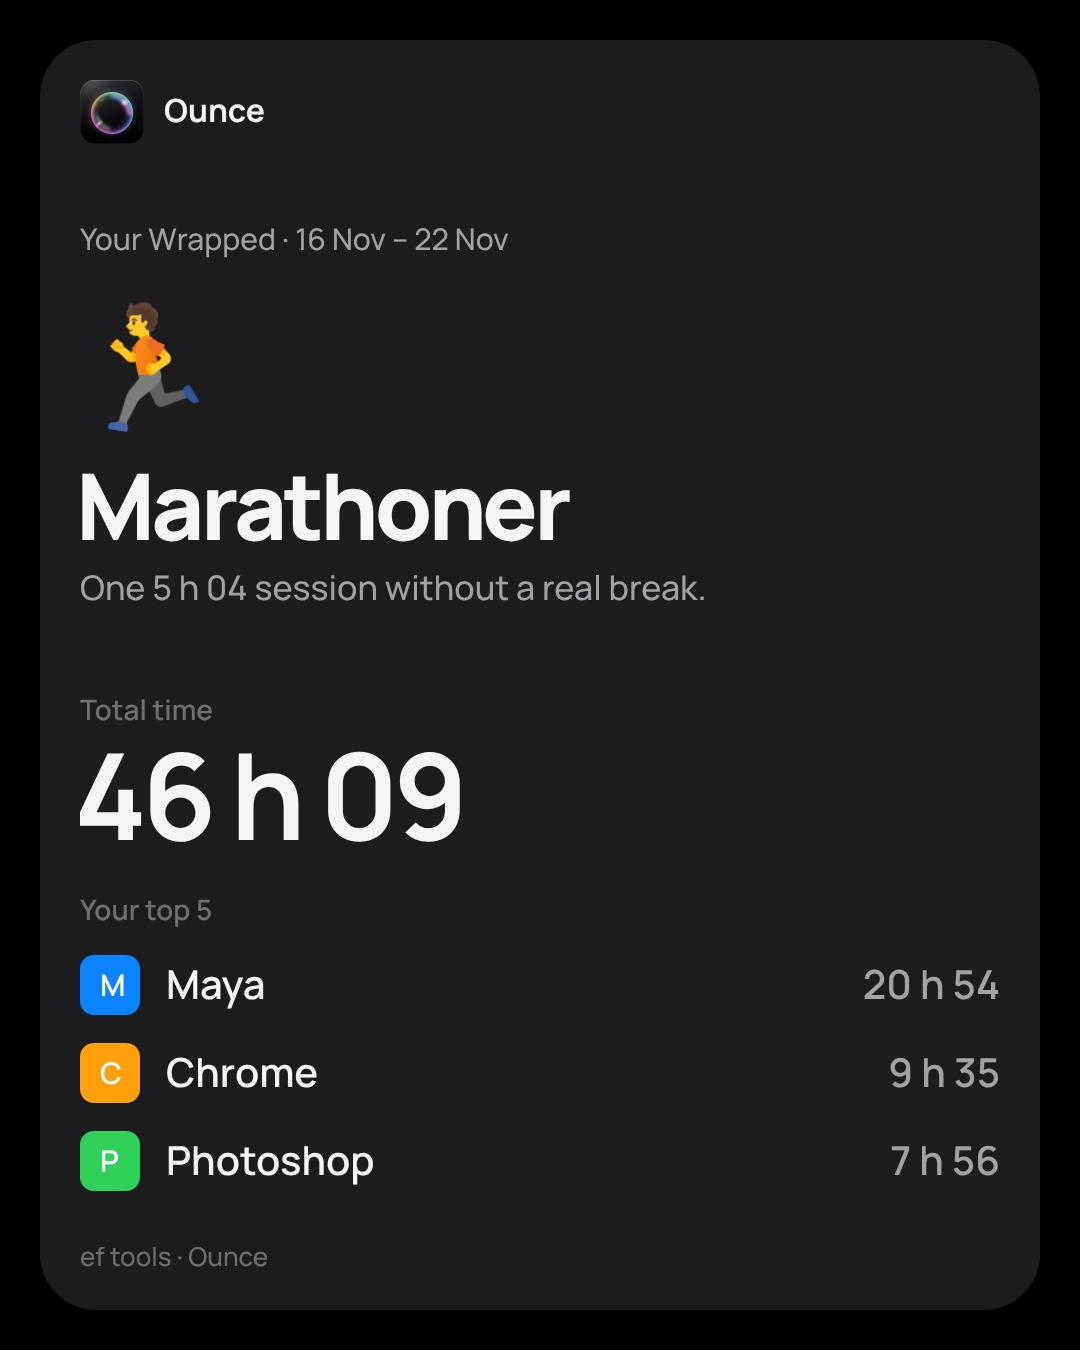 Ounce
Your Wrapped · 16 Nov – 22 Nov
Marathoner
One 5 h 04 session without a real break.
Total time
46 h 09
Your top 5
M Maya 20 h 54
C Chrome 9 h 35
P Photoshop 7 h 56
ef tools · Ounce